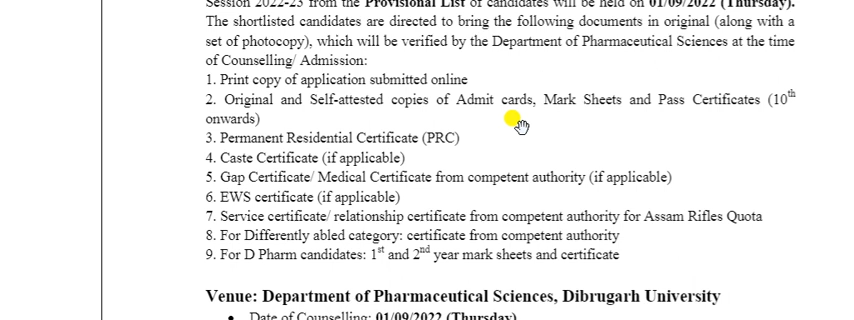 Session 2022-23 from the Provisional List of candidates will be held on 01/09/2022 (Thursday).
The shortlisted candidates are directed to bring the following documents in original (along with a
set of photocopy), which will be verified by the Department of Pharmaceutical Sciences at the time
of Counselling/ Admission:
1. Print copy of application submitted online
2. Original and Self-attested copies of Admit cards, Mark Sheets and Pass Certificates (10th
onwards)
3. Permanent Residential Certificate (PRC)
4. Caste Certificate (if applicable)
5. Gap Certificate/ Medical Certificate from competent authority (if applicable)
6. EWS certificate (if applicable)
7. Service certificate/ relationship certificate from competent authority for Assam Rifles Quota
8. For Differently abled category: certificate from competent authority
9. For D Pharm candidates: 1st and 2nd year mark sheets and certificate
Venue: Department of Pharmaceutical Sciences, Dibrugarh University
• Date of Counselling: 01/09/2022 (Thursday)